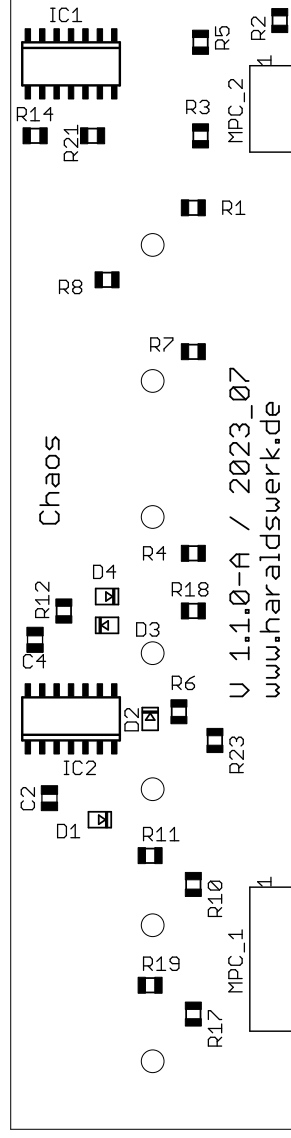 IC1
R5
R2
1
MPC_2
R14
R21
R3
R1
R8
R7
Chaos
V 1.1.0-A / 2023_07
www.haraldswerk.de
R4
D4
R12
R18
D3
C4
R6
D2
R23
IC2
C2
D1
R11
R10
1
MPC_1
R19
R17